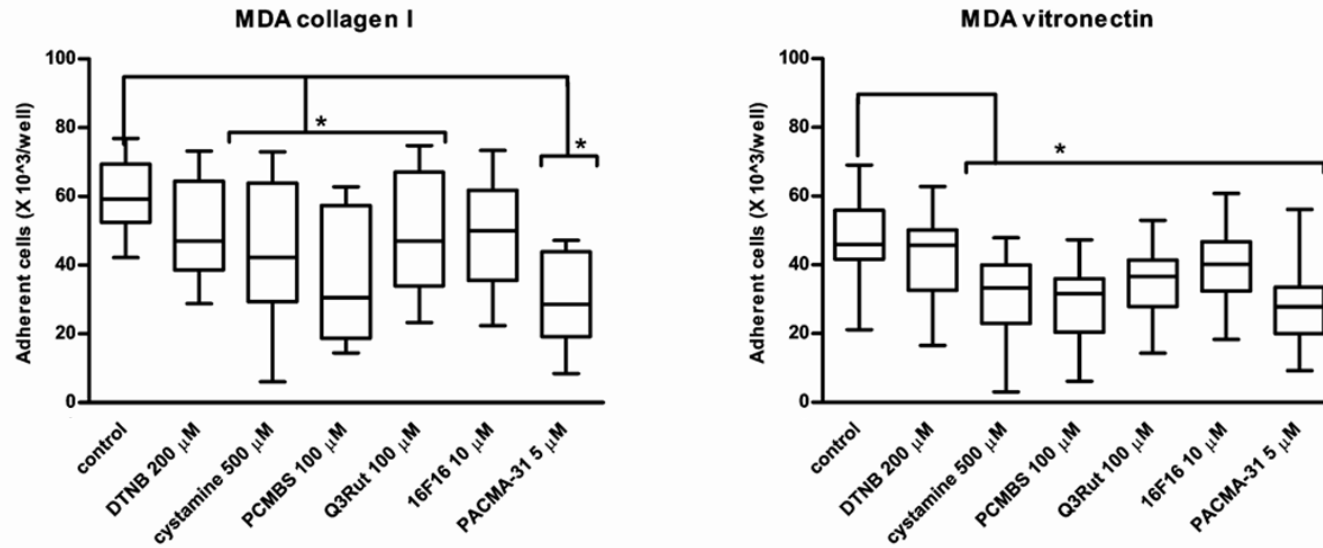 MDA collagen I
Adherent cells (X 10^3/well)
100
80
60
40
20
0
*
*
control
DTNB 200 μM
cystamine 500 μM
PCMBS 100 μM
Q3Rut 100 μM
16F16 10 μM
PACMA-31 5 μM
MDA vitronectin
Adherent cells (X 10^3/well)
100
80
60
40
20
0
*
control
DTNB 200 μM
cystamine 500 μM
PCMBS 100 μM
Q3Rut 100 μM
16F16 10 μM
PACMA-31 5 μM